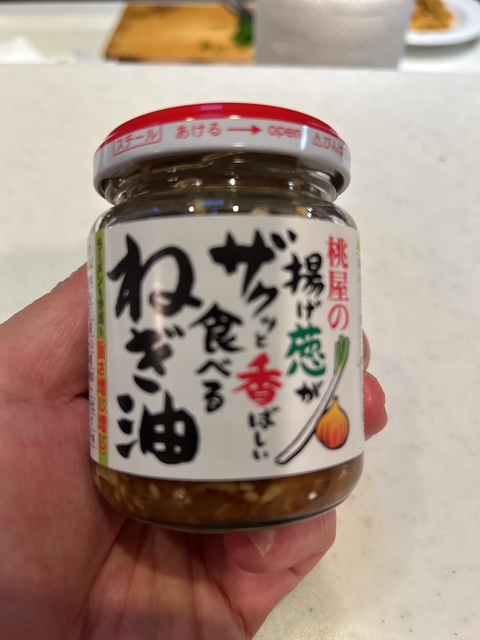 スチール あける→open
桃屋の
揚げ葱が
ザクッと香ばしい
食べる
ねぎ油